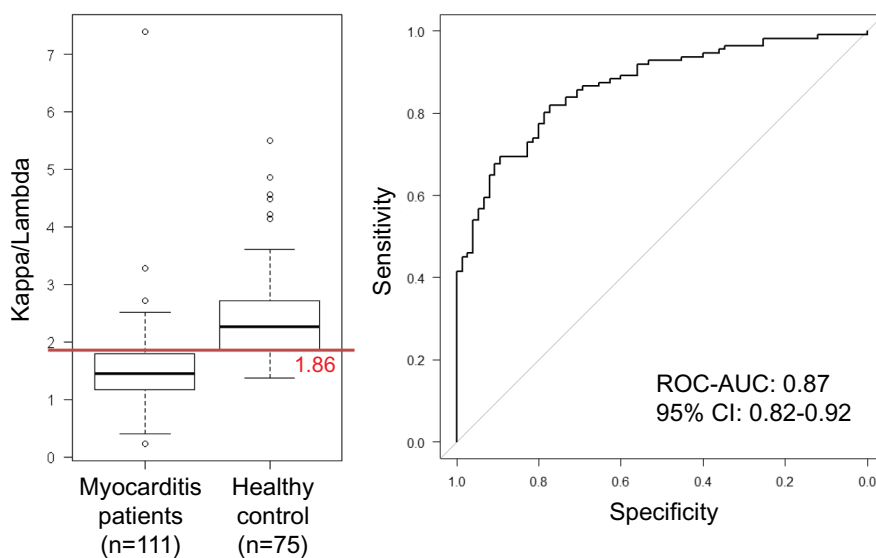 Kappa/Lambda
7
6
5
4
3
2
1
0
1.86
Myocarditis
patients
(n=111)
Healthy
control
(n=75)
Sensitivity
1.0
0.8
0.6
0.4
0.2
0.0
ROC-AUC: 0.87
95% CI: 0.82-0.92
1.0
0.8
0.6
0.4
0.2
0.0
Specificity